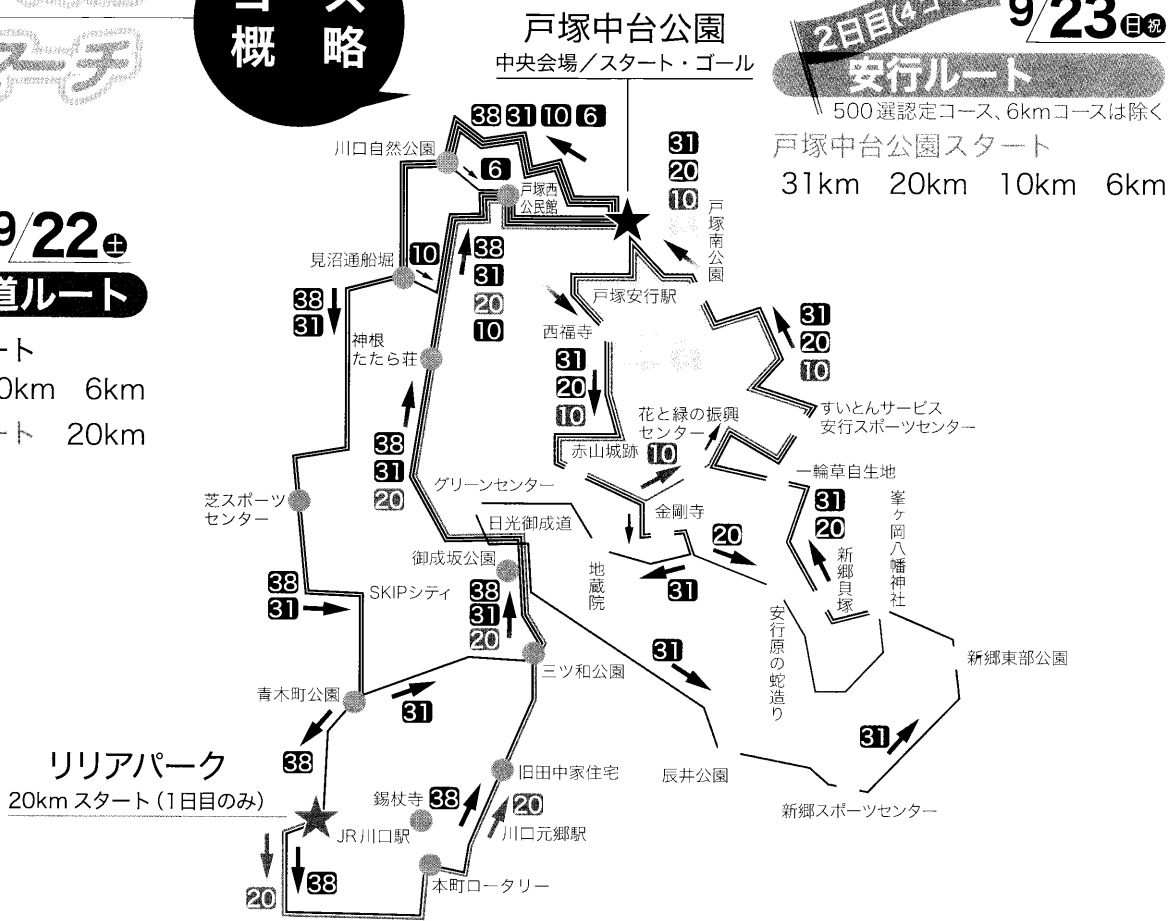 コース
概 略
ーチ
戸塚中台公園
中央会場／スタート・ゴール
2日目(4コ
9/23日祝
安行ルート
500選認定コース、6kmコースは除く
戸塚中台公園スタート
31km 20km 10km 6km
9/22土
道ルート
ート
0km 6km
ート 20km
38 31 10 6
川口自然公園
6
戸塚西
公民館
31
20
10
戸塚南公園
見沼通船堀
10
38
31
20
10
38
31
神根
たたら荘
戸塚安行駅
西福寺
31
20
10
31
20
10
すいとんサービス
安行スポーツセンター
花と緑の振興
センター
赤山城跡
10
38
31
20
グリーンセンター
一輪草自生地
31
20
峯ヶ岡八幡神社
芝スポーツ
センター
日光御成道
金剛寺
20
新郷貝塚
御成坂公園
地蔵院
31
38
31
SKIPシティ
38
31
20
安行原の蛇造り
31
三ツ和公園
新郷東部公園
青木町公園
31
38
31
リリアパーク
20kmスタート（1日目のみ）
旧田中家住宅
辰井公園
新郷スポーツセンター
錫杖寺
38
20
JR川口駅
川口元郷駅
38
20
本町ロータリー